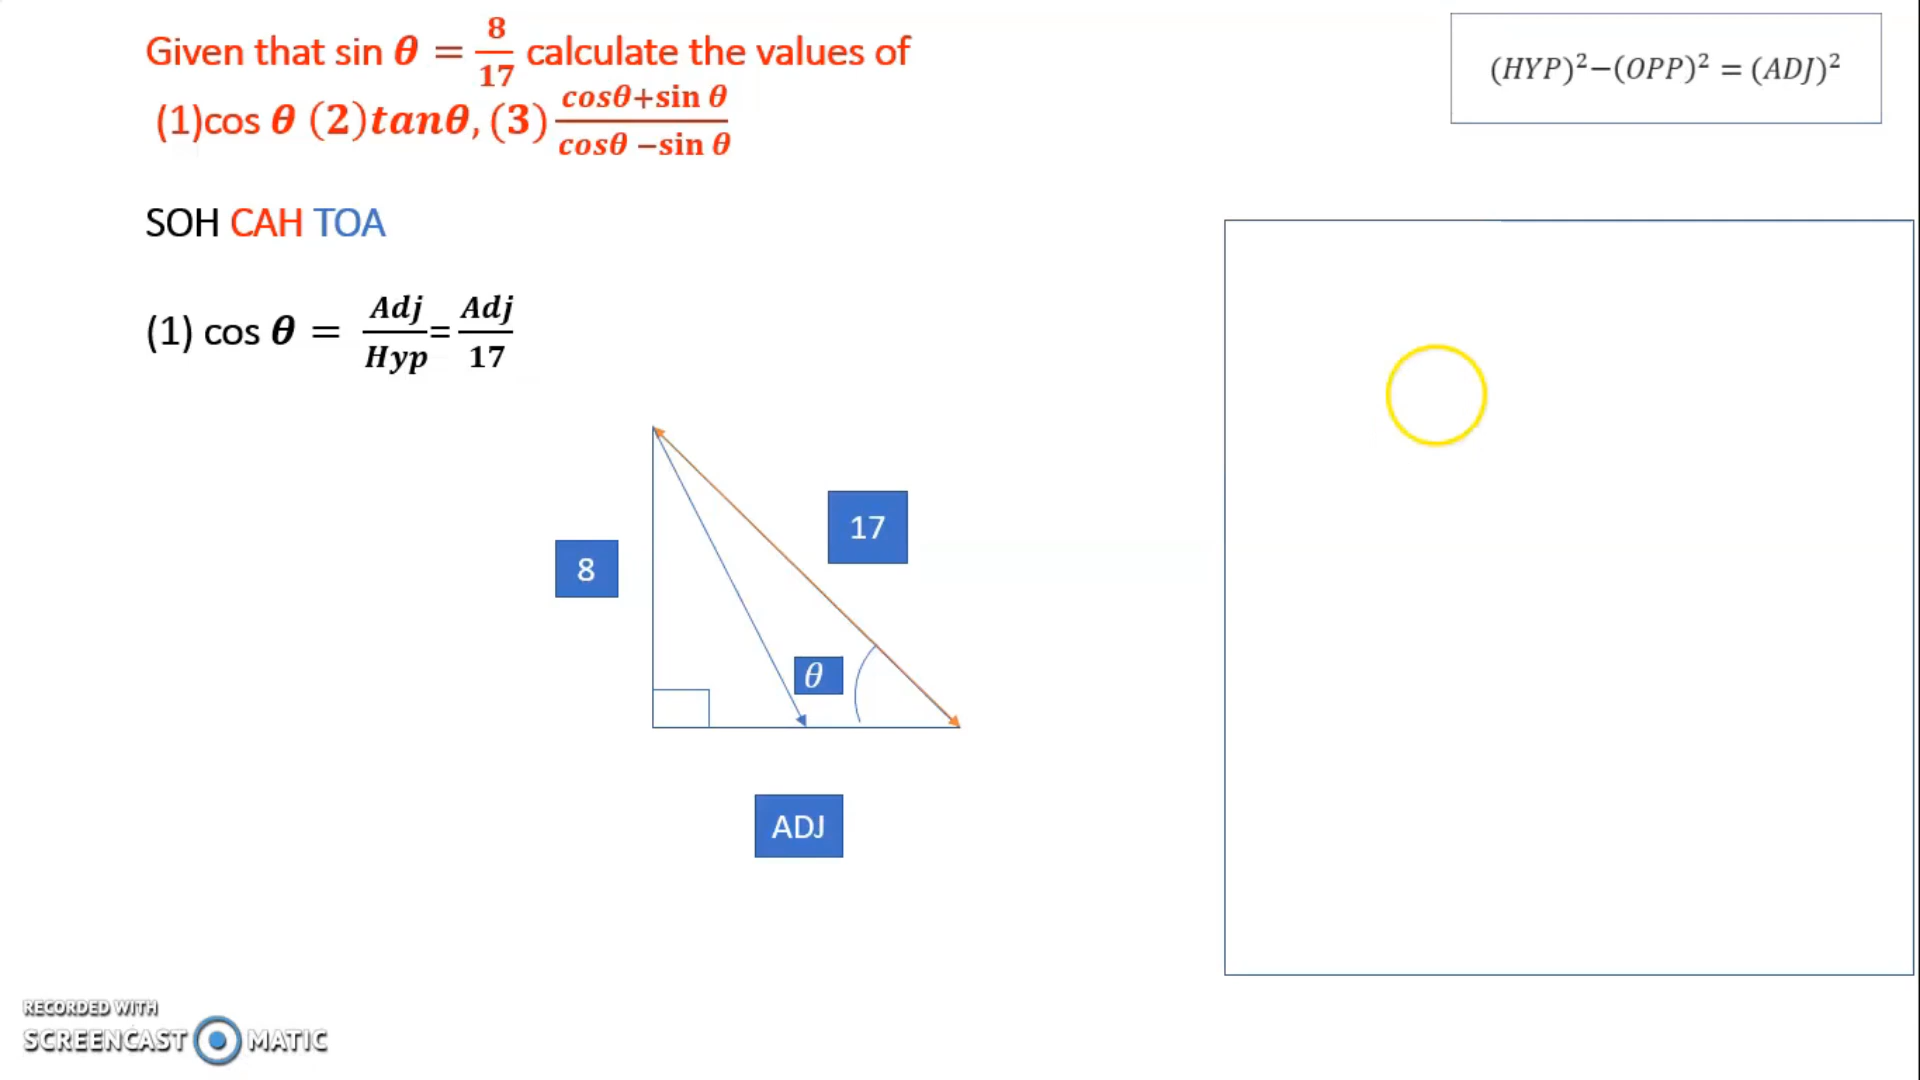 Given that sin θ = 8/17 calculate the values of
(1)cos θ (2)tanθ, (3) cosθ+sin θ/cosθ −sin θ
(HYP)²−(OPP)² = (ADJ)²
SOH CAH TOA
(1) cos θ = Adj/Hyp=Adj/17
17
8
θ
ADJ
RECORDED WITH
SCREENCAST MATIC